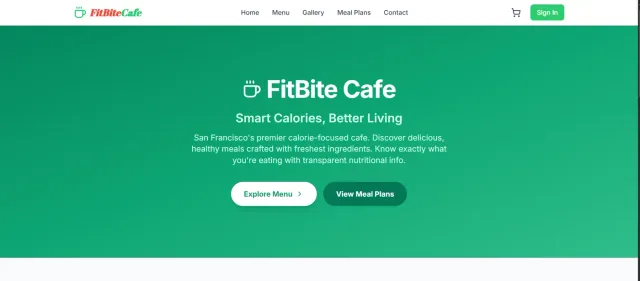 FitBiteCafe
Home Menu Gallery Meal Plans Contact
Sign In
FitBite Cafe
Smart Calories, Better Living
San Francisco's premier calorie-focused cafe. Discover delicious,
healthy meals crafted with freshest ingredients. Know exactly what
you're eating with transparent nutritional info.
Explore Menu
View Meal Plans